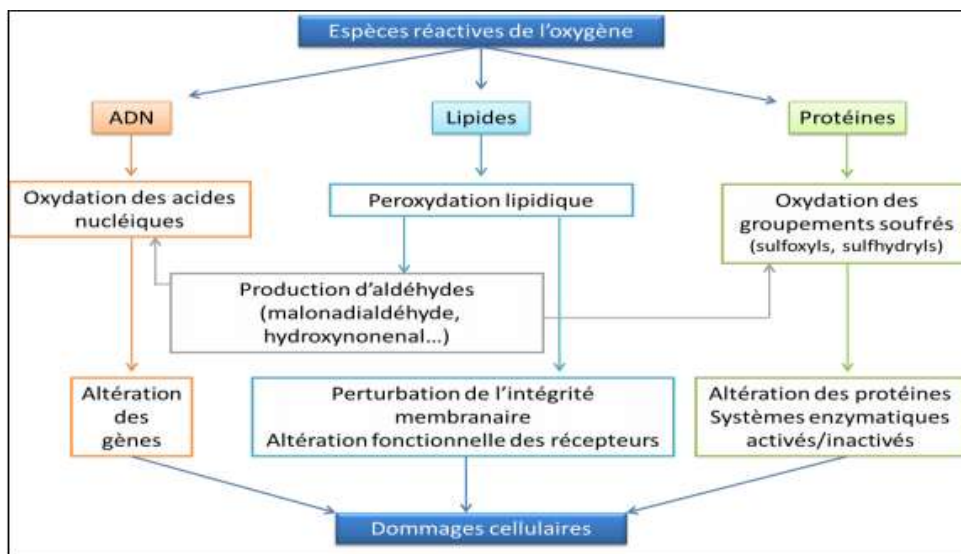 Espèces réactives de l'oxygène
ADN
Lipides
Protéines
Oxydation des acides
nucléiques
Peroxydation lipidique
Oxydation des
groupements soufrés
(sulfoxyls, sulfhydryls)
Production d'aldéhydes
(malonadialdéhyde,
hydroxynonenal...)
Altération
des
gènes
Perturbation de l'intégrité
membranaire
Altération fonctionnelle des récepteurs
Altération des protéines
Systèmes enzymatiques
activés/inactivés
Dommages cellulaires